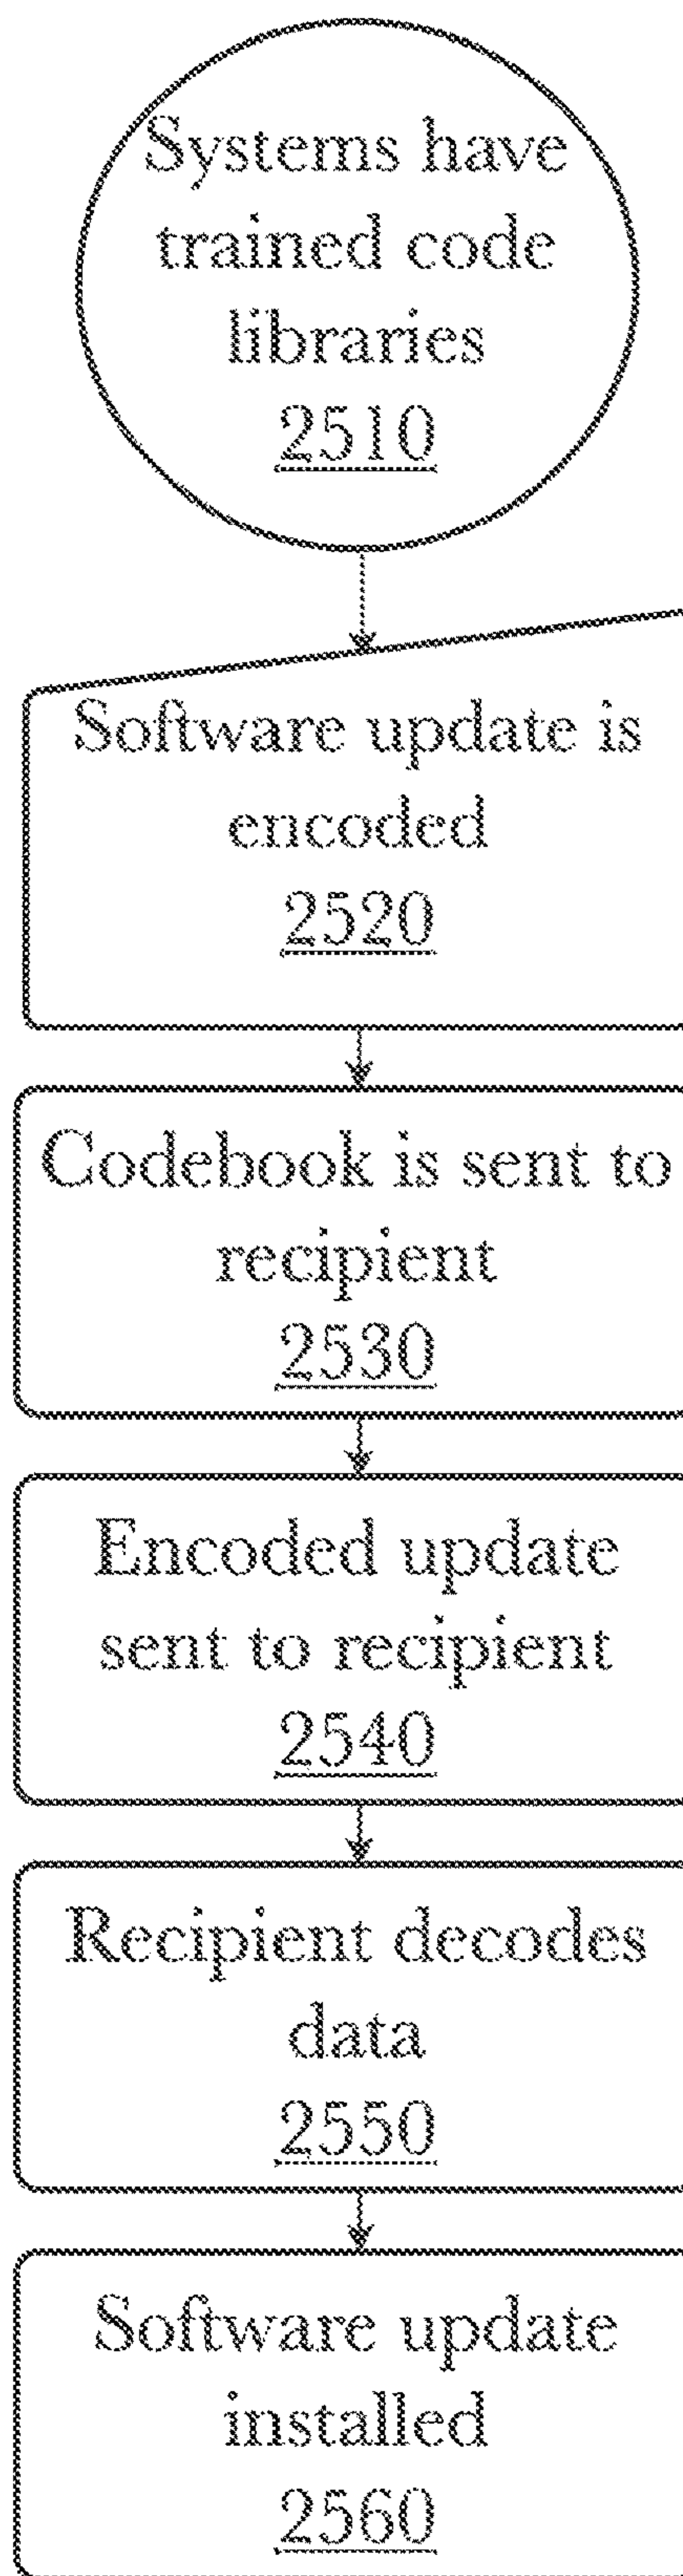 Systems have
trained code
libraries
2510
Software update is
encoded
2520
Codebook is sent to
recipient
2530
Encoded update
sent to recipient
2540
Recipient decodes
data
2550
Software update
installed
2560